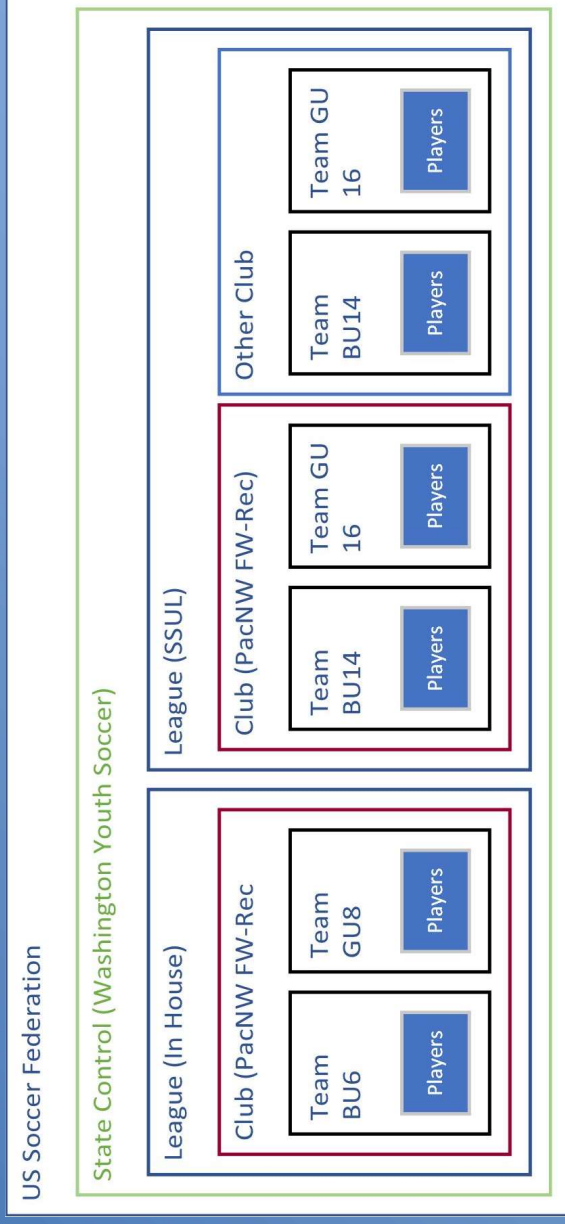 US Soccer Federation
State Control (Washington Youth Soccer)
League (In House)
Club (PacNW FW-Rec
Team
BU6
Players
Team
GU8
Players
League (SSUL)
Club (PacNW FW-Rec)
Team
BU14
Players
Team GU
16
Players
Other Club
Team
BU14
Players
Team GU
16
Players